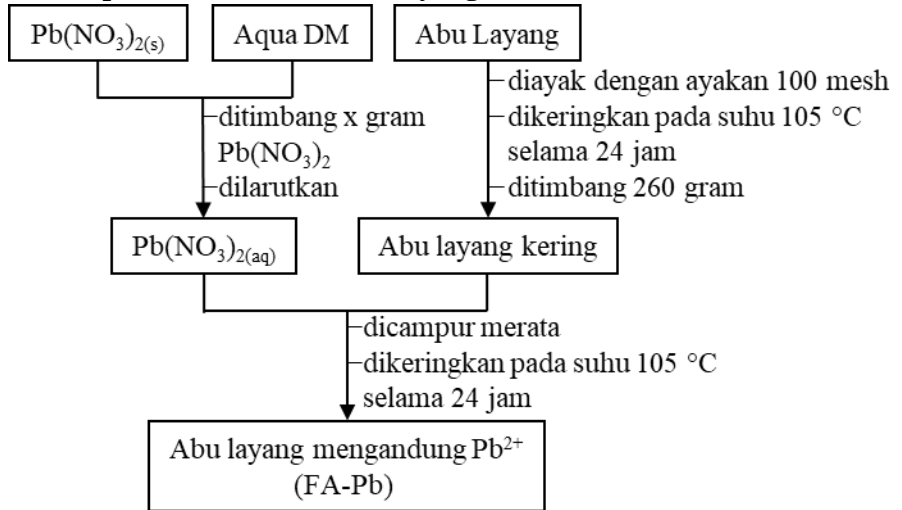 Pb(NO₃)₂₍ₛ₎
Aqua DM
Abu Layang
ditimbang x gram
Pb(NO₃)₂
dilarutkan
diayak dengan ayakan 100 mesh
dikeringkan pada suhu 105 °C
selama 24 jam
ditimbang 260 gram
Pb(NO₃)₂₍aq₎
Abu layang kering
dicampur merata
dikeringkan pada suhu 105 °C
selama 24 jam
Abu layang mengandung Pb²⁺
(FA-Pb)